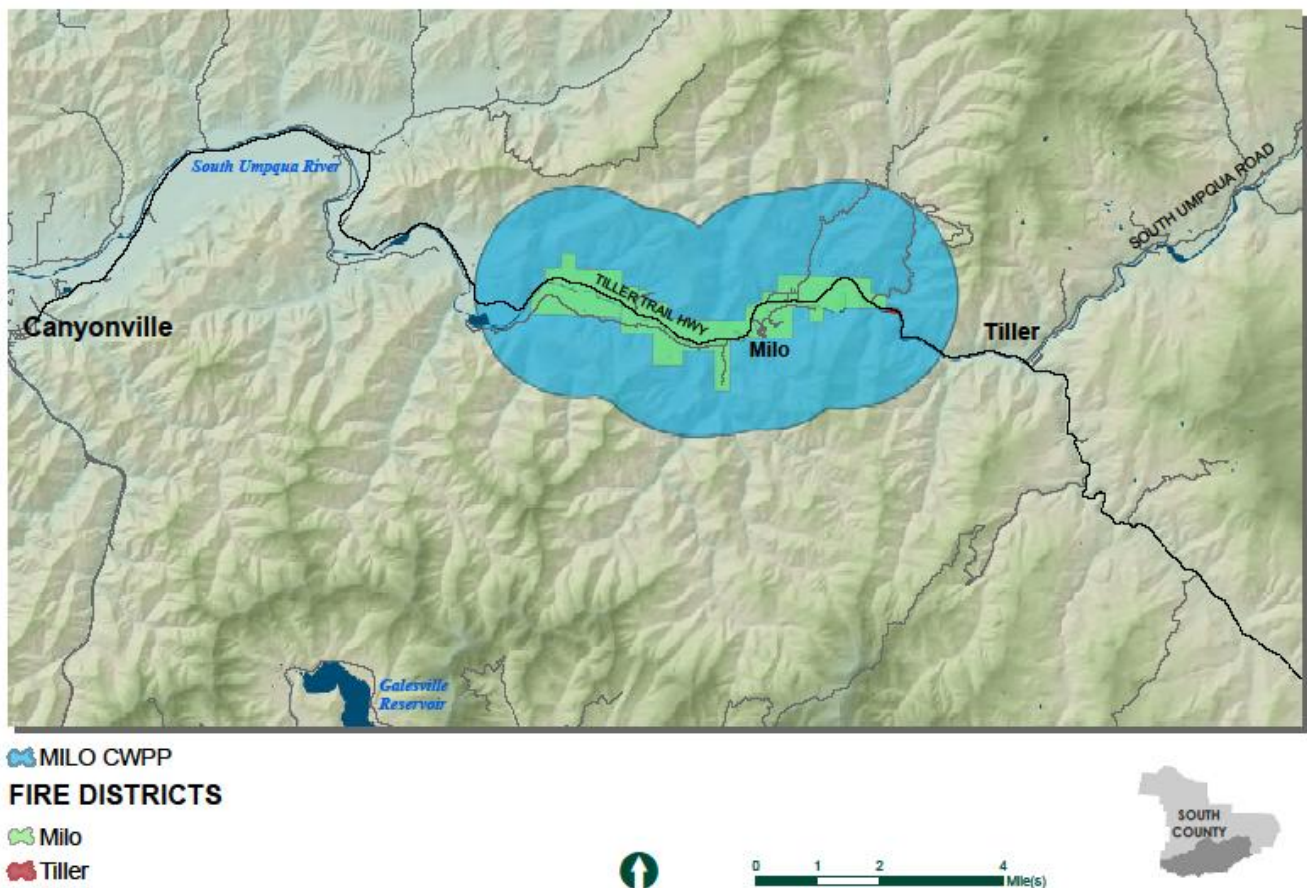 South Umpqua River
SOUTH UMPQUA ROAD
TILLER TRAIL HWY
Canyonville
Tiller
Milo
Galesville
Reservoir
MILO CWPP
FIRE DISTRICTS
Milo
Tiller
SOUTH
COUNTY
0 1 2 4
Mile(s)